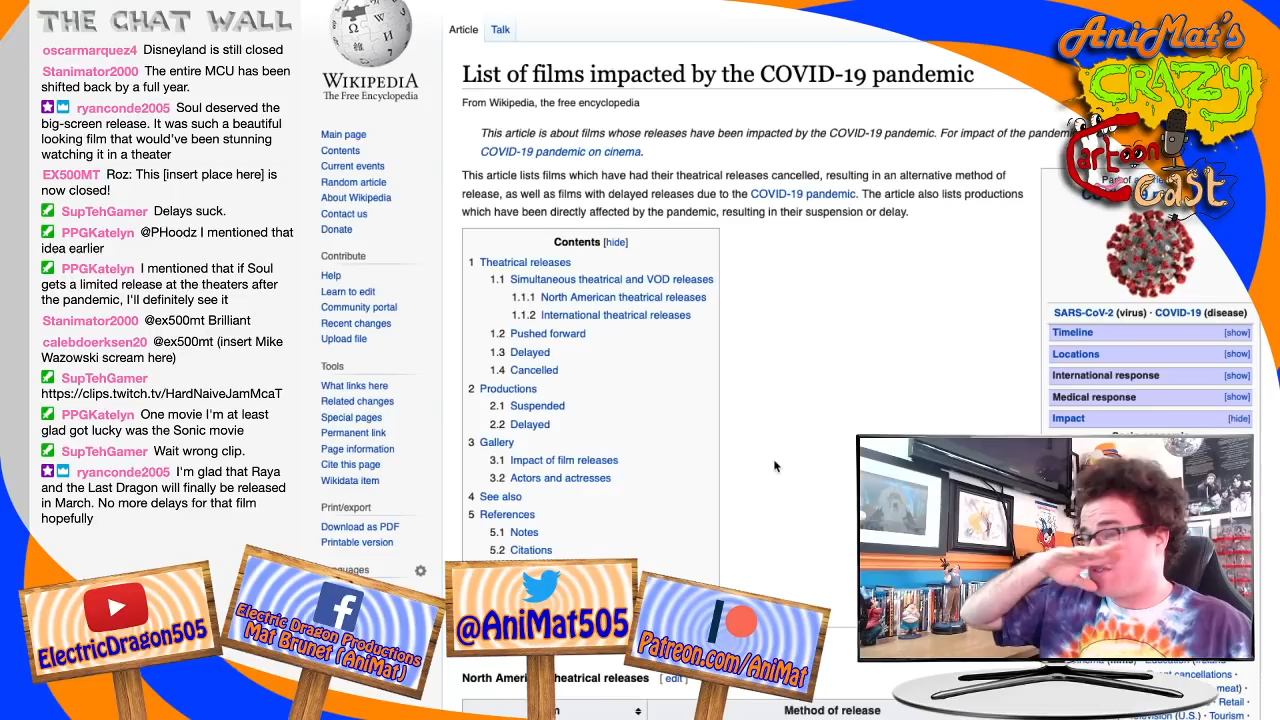 THE CHAT WALL
oscarmarquez4 Disneyland is still closed
Stanimator2000 The entire MCU has been
shifted back by a full year.
ryanconde2005 Soul deserved the
big-screen release. It was such a beautiful
looking film that would've been stunning
watching it in a theater
EX500MT Roz: This [insert place here] is
now closed!
SupTehGamer Delays suck.
PPGKatelyn @PHoodz I mentioned that
idea earlier
PPGKatelyn I mentioned that if Soul
gets a limited release at the theaters after
the pandemic, I'll definitely see it
Stanimator2000 @ex500mt Brilliant
calebdoerksen20 @ex500mt (insert Mike
Wazowski scream here)
SupTehGamer
https://clips.twitch.tv/HardNaiveJamMcaT
PPGKatelyn One movie I'm at least
glad got lucky was the Sonic movie
SupTehGamer Wait wrong clip.
ryanconde2005 I'm glad that Raya
and the Last Dragon will finally be released
in March. No more delays for that film
hopefully
WIKIPEDIA
The Free Encyclopedia
Main page
Contents
Current events
Random article
About Wikipedia
Contact us
Donate
Contribute
Help
Learn to edit
Community portal
Recent changes
Upload file
Tools
What links here
Related changes
Special pages
Permanent link
Page information
Cite this page
Wikidata item
Print/export
Download as PDF
Printable version
Article Talk
List of films impacted by the COVID-19 pandemic
From Wikipedia, the free encyclopedia
This article is about films whose releases have been impacted by the COVID-19 pandemic. For impact of the
COVID-19 pandemic on cinema.
This article lists films which have had their theatrical releases cancelled, resulting in an alternative method of
release, as well as films with delayed releases due to the COVID-19 pandemic. The article also lists productions
which have been directly affected by the pandemic, resulting in their suspension or delay.
Contents [hide]
1 Theatrical releases
1.1 Simultaneous theatrical and VOD releases
1.1.1 North American theatrical releases
1.1.2 International theatrical releases
1.2 Pushed forward
1.3 Delayed
1.4 Cancelled
2 Productions
2.1 Suspended
2.2 Delayed
3 Gallery
3.1 Impact of film releases
3.2 Actors and actresses
4 See also
5 References
5.1 Notes
5.2 Citations
[edit]
Method of release
AniMat's
CRAZY
Cartoon
Cast
SARS-CoV-2 (virus) · COVID-19 (disease)
Timeline [show]
Locations [show]
International response [show]
Medical response [show]
Impact [hide]
ElectricDragon505
Electric Dragon Productions
Mat Brunet (AniMat)
@AniMat505
Patreon.com/AniMat